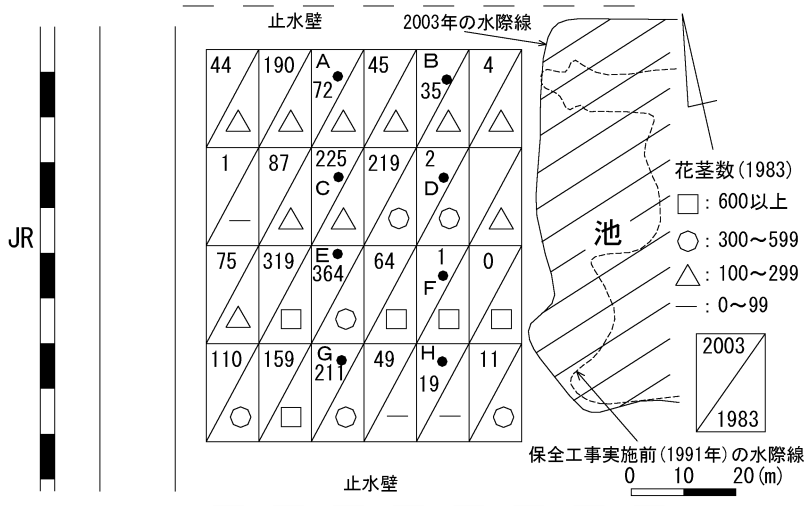 止水壁
2003年の水際線
44 190 A 72 45 B 35 4
1 87 225 C 219 2 D
75 319 E 364 64 1 F 0
110 159 G 211 49 H 19 11
JR
池
花茎数(1983)
□：600以上
○：300～599
△：100～299
―：0～99
2003
1983
保全工事実施前(1991年)の水際線
止水壁
0 10 20(m)